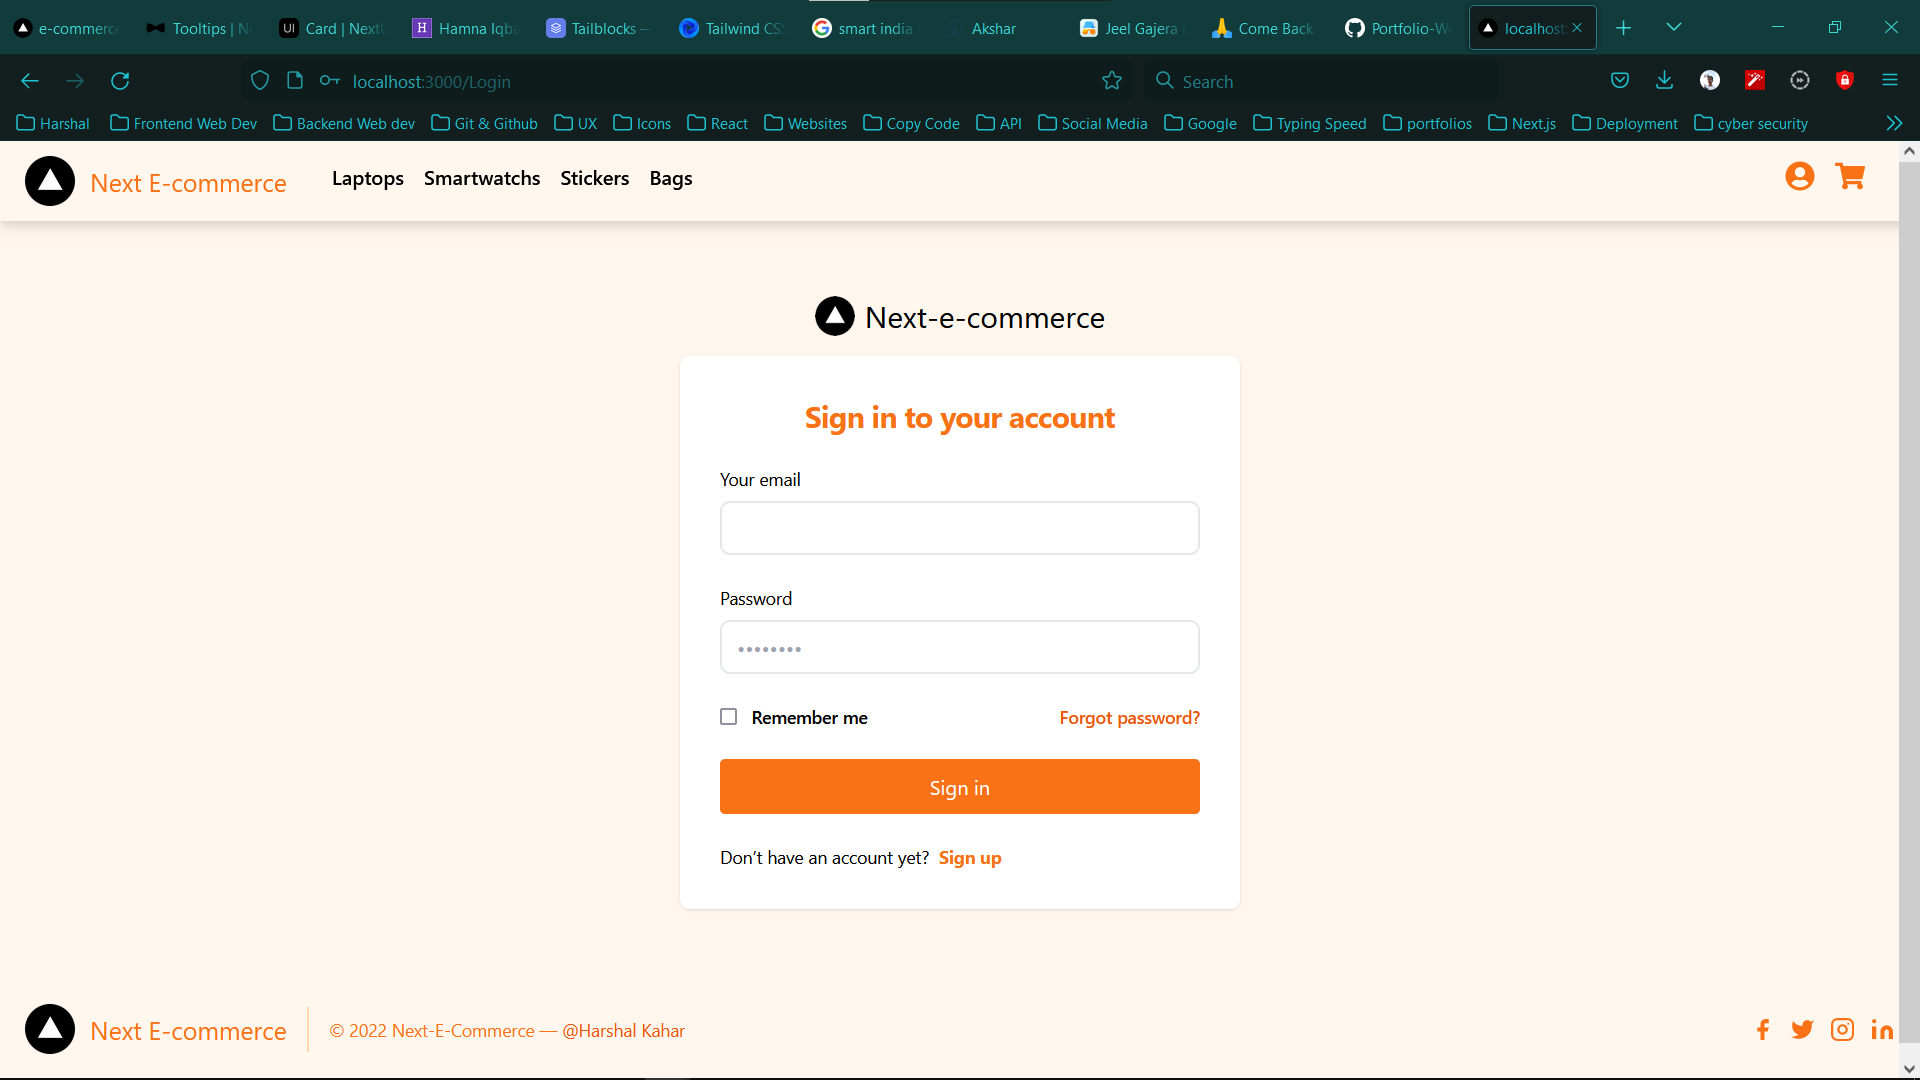 e-commerce
Tooltips | N
Card | Next
Hamna Iqba
Tailblocks —
Tailwind CSS
smart india
Akshar
Jeel Gajera |
Come Back
Portfolio-W
localhost:
localhost:3000/Login
Search
Harshal
Frontend Web Dev
Backend Web dev
Git & Github
UX
Icons
React
Websites
Copy Code
API
Social Media
Google
Typing Speed
portfolios
Next.js
Deployment
cyber security
Next E-commerce
Laptops
Smartwatchs
Stickers
Bags
Next-e-commerce
Sign in to your account
Your email
Password
••••••••
Remember me
Forgot password?
Sign in
Don’t have an account yet? Sign up
Next E-commerce
© 2022 Next-E-Commerce — @Harshal Kahar